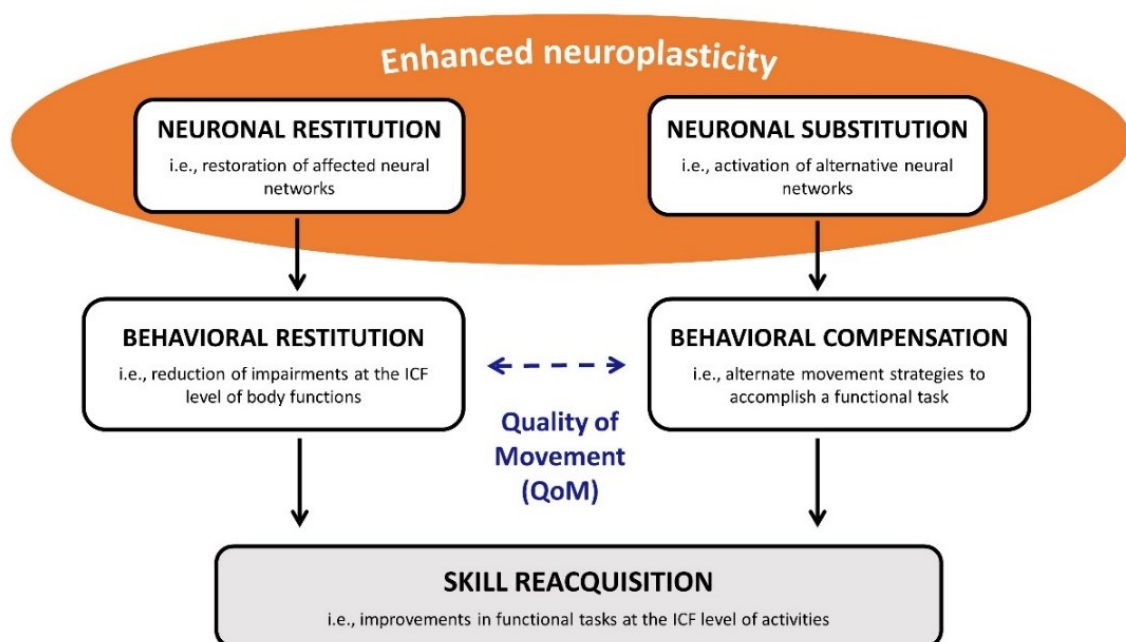 Enhanced neuroplasticity
NEURONAL RESTITUTION
i.e., restoration of affected neural
networks
NEURONAL SUBSTITUTION
i.e., activation of alternative neural
networks
BEHAVIORAL RESTITUTION
i.e., reduction of impairments at the ICF
level of body functions
BEHAVIORAL COMPENSATION
i.e., alternate movement strategies to
accomplish a functional task
Quality of
Movement
(QoM)
SKILL REACQUISITION
i.e., improvements in functional tasks at the ICF level of activities